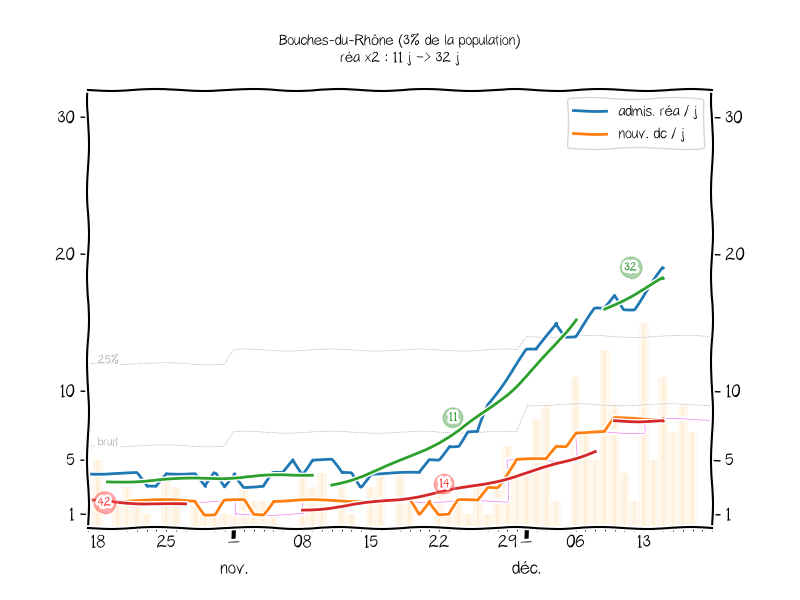 Bouches-du-Rhône (3% de la population)
réa x2 : 11 j -> 32 j
admis. réa / j
nouv. dc / j
30
30
20
20
10
10
5
5
1
1
25%
bruit
32
11
14
42
18 25 08 15 22 29 06 13
nov. déc.